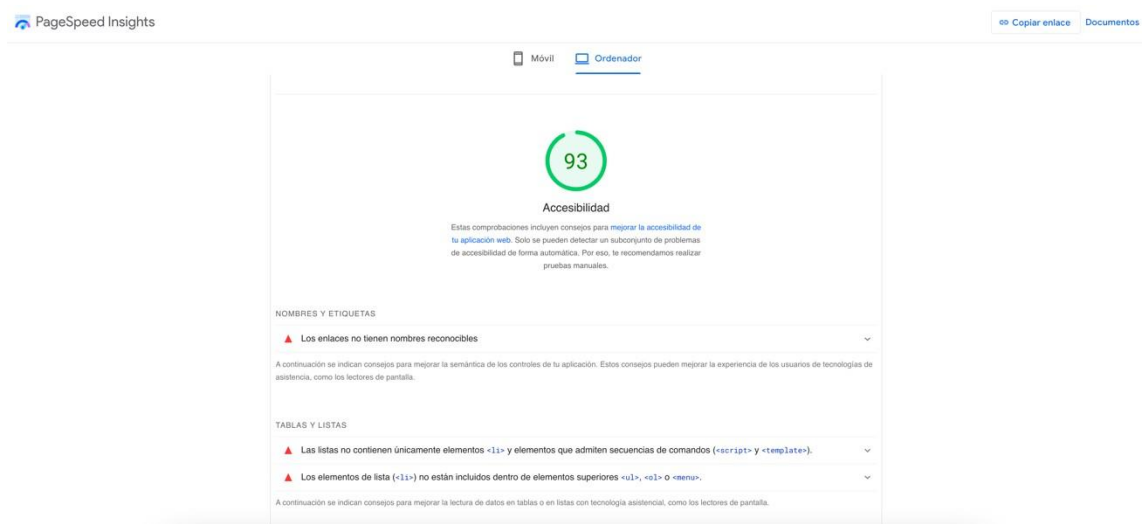 PageSpeed Insights
Copiar enlace
Documentos
Móvil
Ordenador
93
Accesibilidad
Estas comprobaciones incluyen consejos para mejorar la accesibilidad de
tu aplicación web. Solo se pueden detectar un subconjunto de problemas
de accesibilidad de forma automática. Por eso, te recomendamos realizar
pruebas manuales.
NOMBRES Y ETIQUETAS
Los enlaces no tienen nombres reconocibles
A continuación se indican consejos para mejorar la semántica de los controles de tu aplicación. Estos consejos pueden mejorar la experiencia de los usuarios de tecnologías de
asistencia, como los lectores de pantalla.
TABLAS Y LISTAS
Las listas no contienen únicamente elementos <li> y elementos que admiten secuencias de comandos (<script> y <template>).
Los elementos de lista (<li>) no están incluidos dentro de elementos superiores <ul>, <ol> o <menu>.
A continuación se indican consejos para mejorar la lectura de datos en tablas o en listas con tecnología asistencial, como los lectores de pantalla.